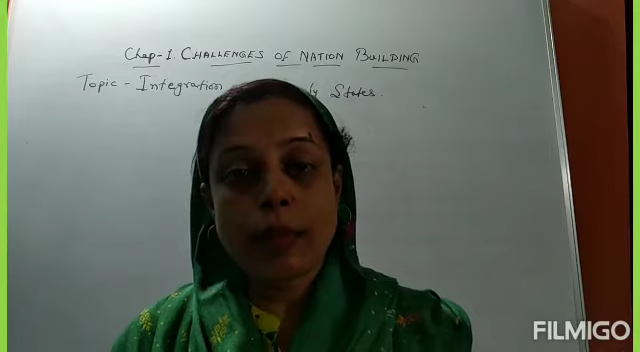 Chap-1. CHALLENGES OF NATION BUILDING
Topic - Integration States.
FILMIGO